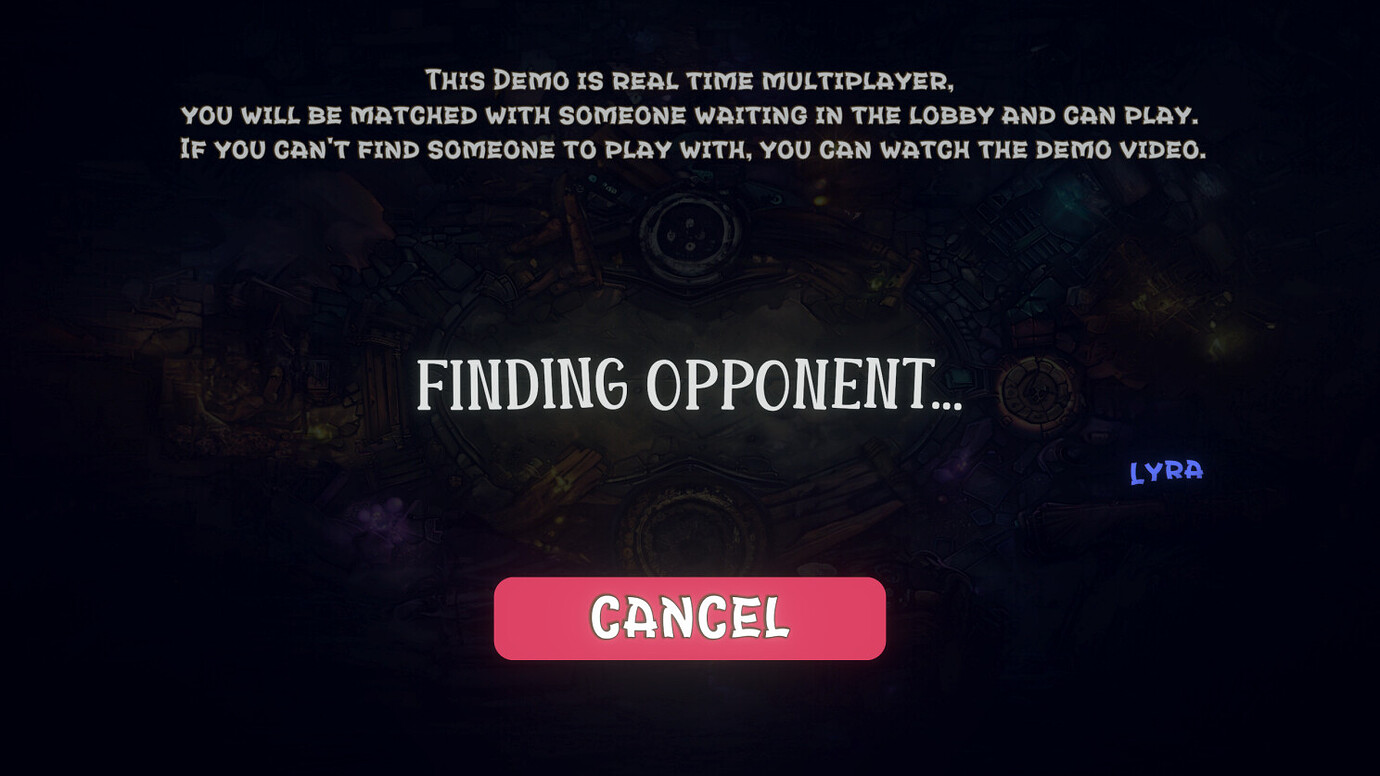 This Demo is real time multiplayer,
you will be matched with someone waiting in the lobby and can play.
If you can't find someone to play with, you can watch the demo video.
FINDING OPPONENT...
LYRA
CANCEL